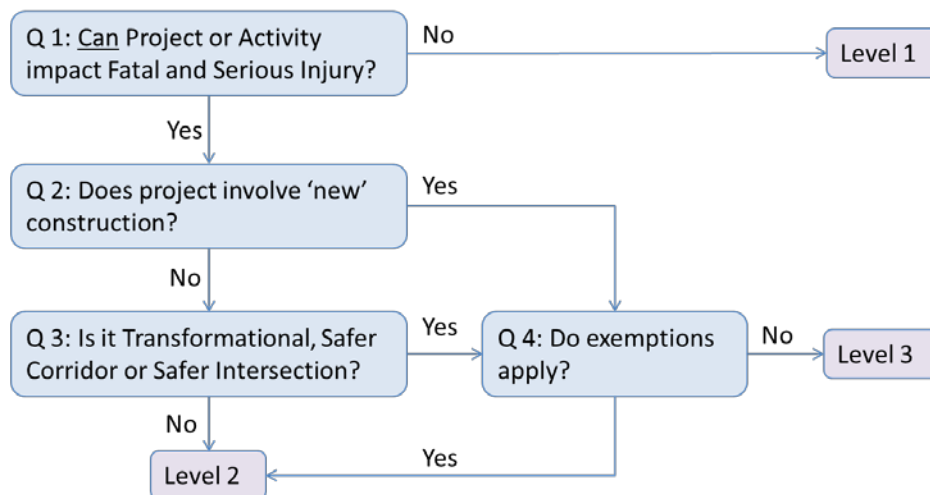 Q 1: Can Project or Activity
impact Fatal and Serious Injury?
No
Level 1
Yes
Q 2: Does project involve ‘new’
construction?
Yes
No
Q 3: Is it Transformational, Safer
Corridor or Safer Intersection?
Yes
Q 4: Do exemptions
apply?
No
Level 3
No
Yes
Level 2